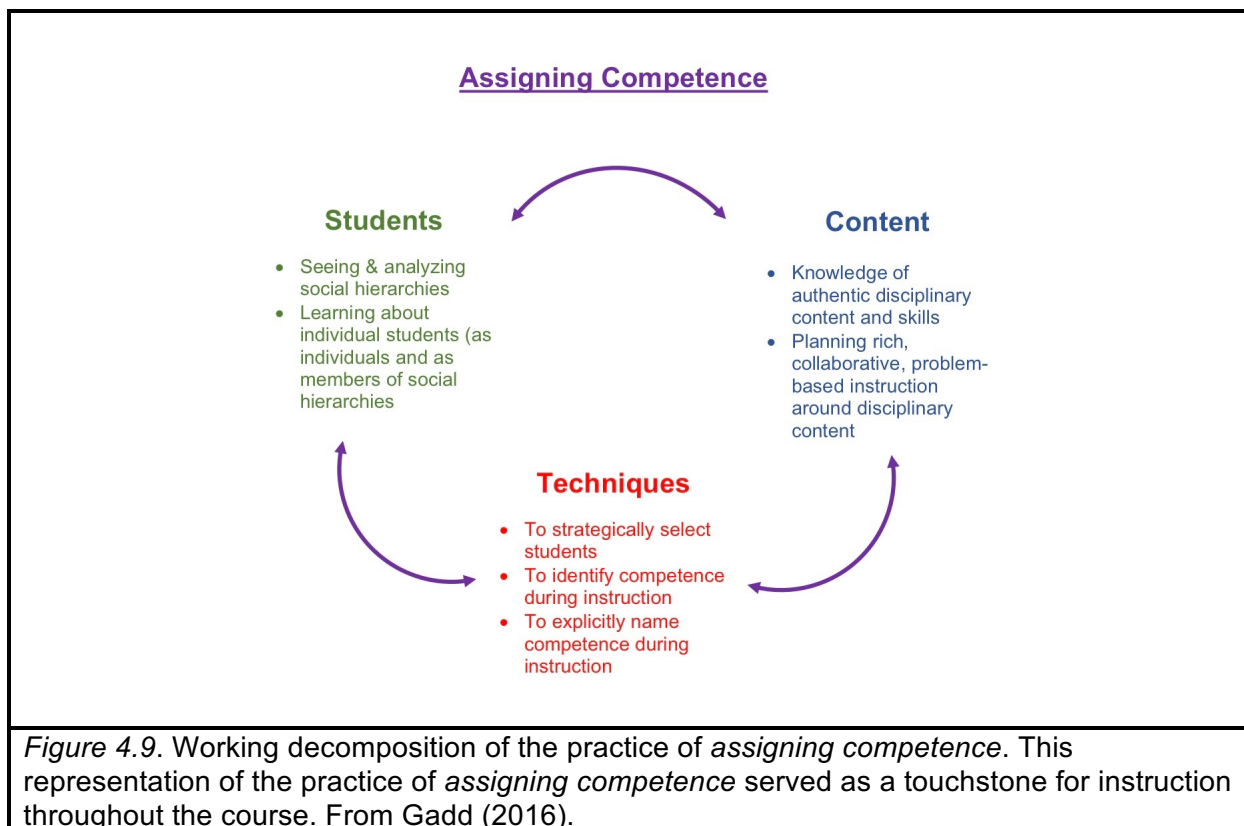 Assigning Competence
Students
• Seeing & analyzing
social hierarchies
• Learning about
individual students (as
individuals and as
members of social
hierarchies
Content
• Knowledge of
authentic disciplinary
content and skills
• Planning rich,
collaborative, problem-
based instruction
around disciplinary
content
Techniques
• To strategically select
students
• To identify competence
during instruction
• To explicitly name
competence during
instruction
Figure 4.9. Working decomposition of the practice of assigning competence. This
representation of the practice of assigning competence served as a touchstone for instruction
throughout the course. From Gadd (2016).